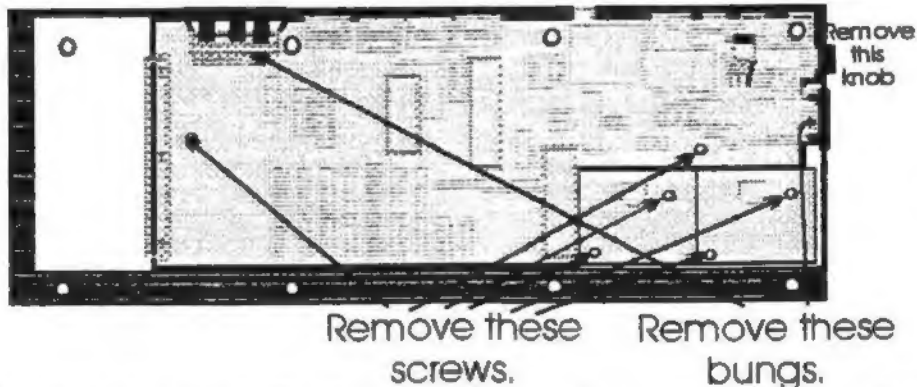 Remove
this
knob
Remove these
screws.
Remove these
bungs.